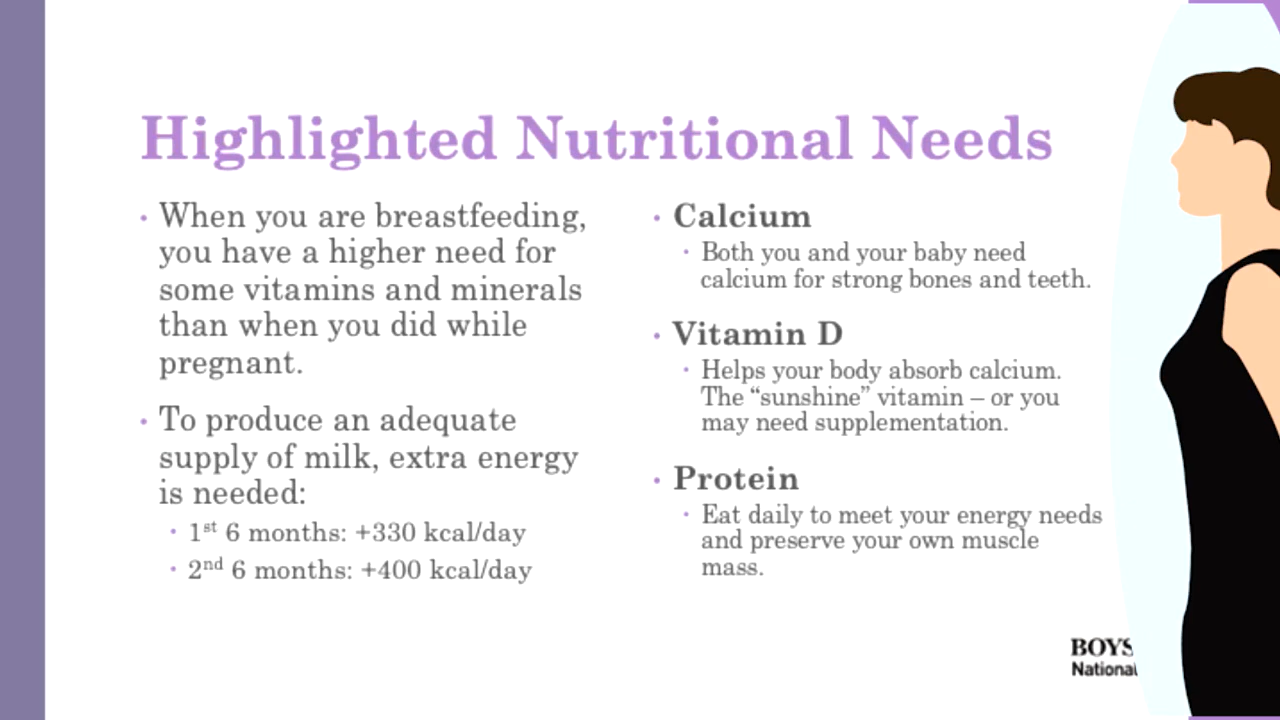 Highlighted Nutritional Needs
• When you are breastfeeding,
you have a higher need for
some vitamins and minerals
than when you did while
pregnant.
• To produce an adequate
supply of milk, extra energy
is needed:
• 1st 6 months: +330 kcal/day
• 2nd 6 months: +400 kcal/day
• Calcium
• Both you and your baby need
calcium for strong bones and teeth.
• Vitamin D
• Helps your body absorb calcium.
The “sunshine” vitamin – or you
may need supplementation.
• Protein
• Eat daily to meet your energy needs
and preserve your own muscle
mass.
BOYS
National